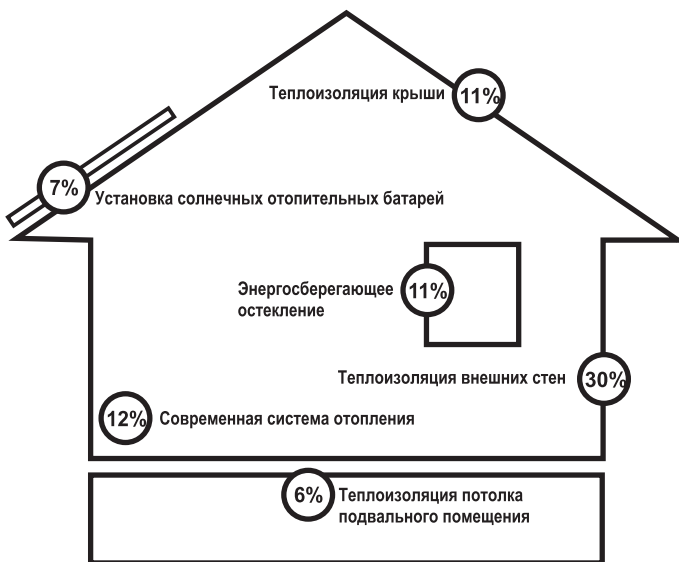 Теплоизоляция крыши 11%
7% Установка солнечных отопительных батарей
Энергосберегающее 11%
остекление
Теплоизоляция внешних стен 30%
12% Современная система отопления
6% Теплоизоляция потолка
подвального помещения